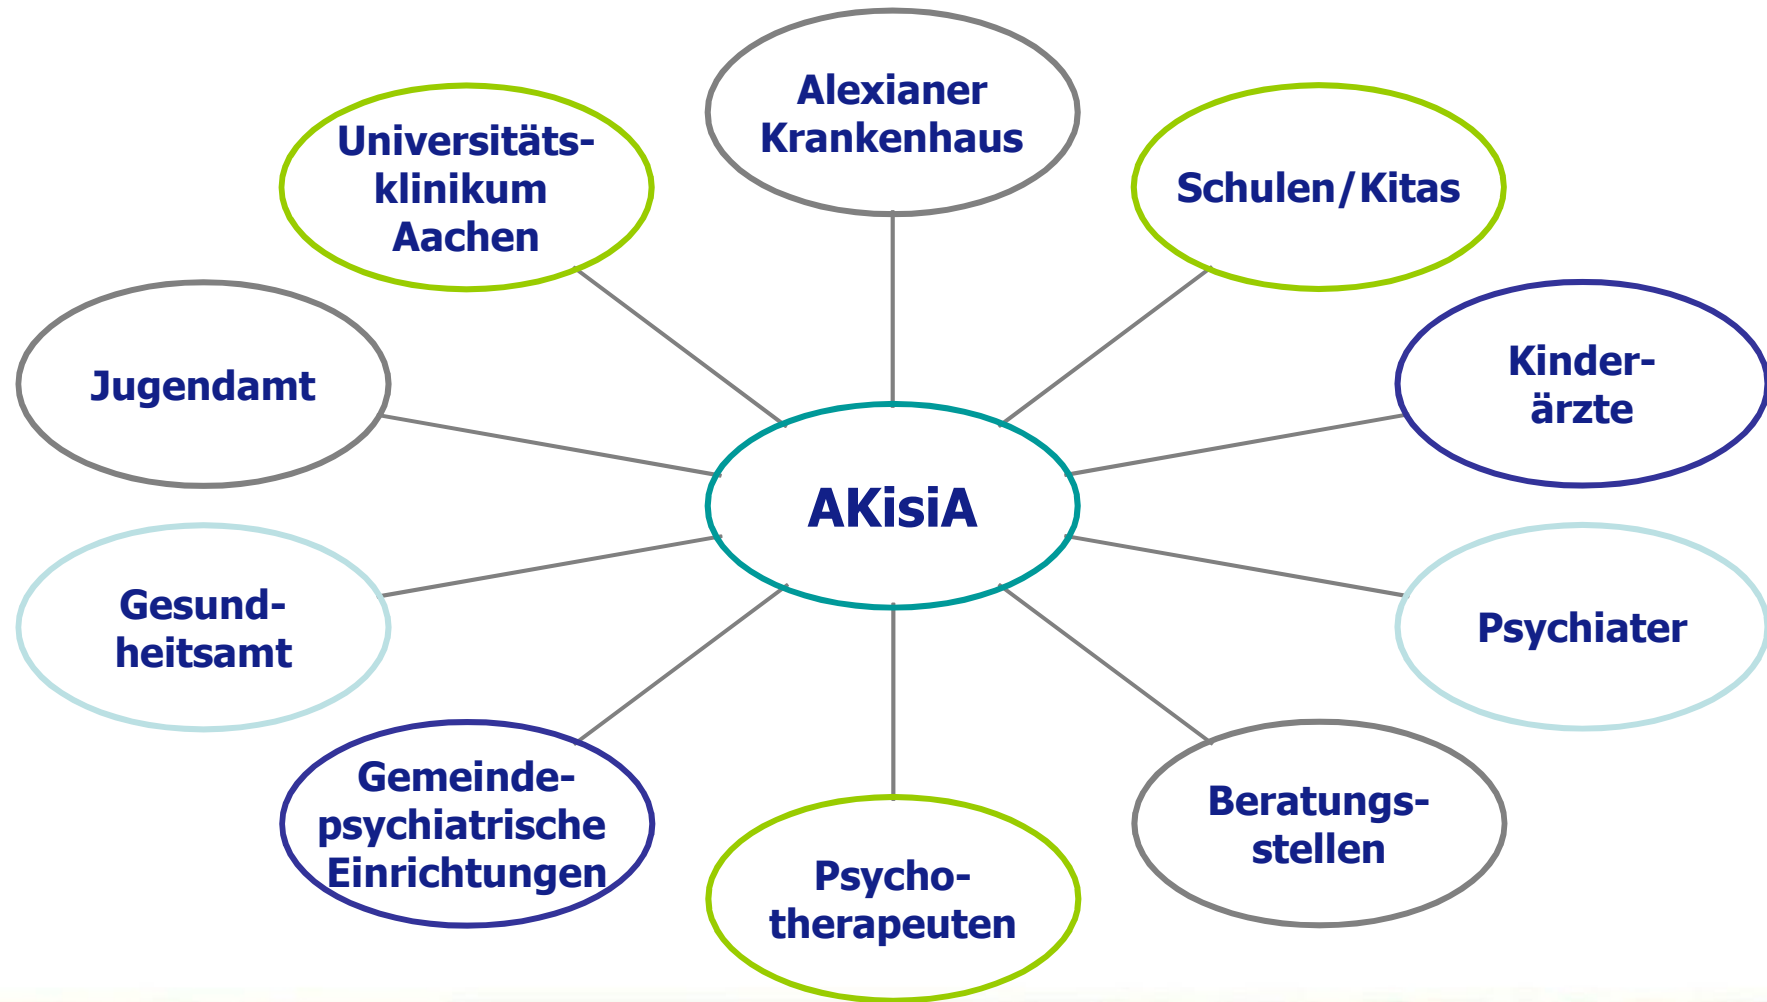 Alexianer
Krankenhaus
Universitäts-
klinikum
Aachen
Schulen/Kitas
Jugendamt
Kinder-
ärzte
AKisiA
Gesund-
heitsamt
Psychiater
Gemeinde-
psychiatrische
Einrichtungen
Beratungs-
stellen
Psycho-
therapeuten